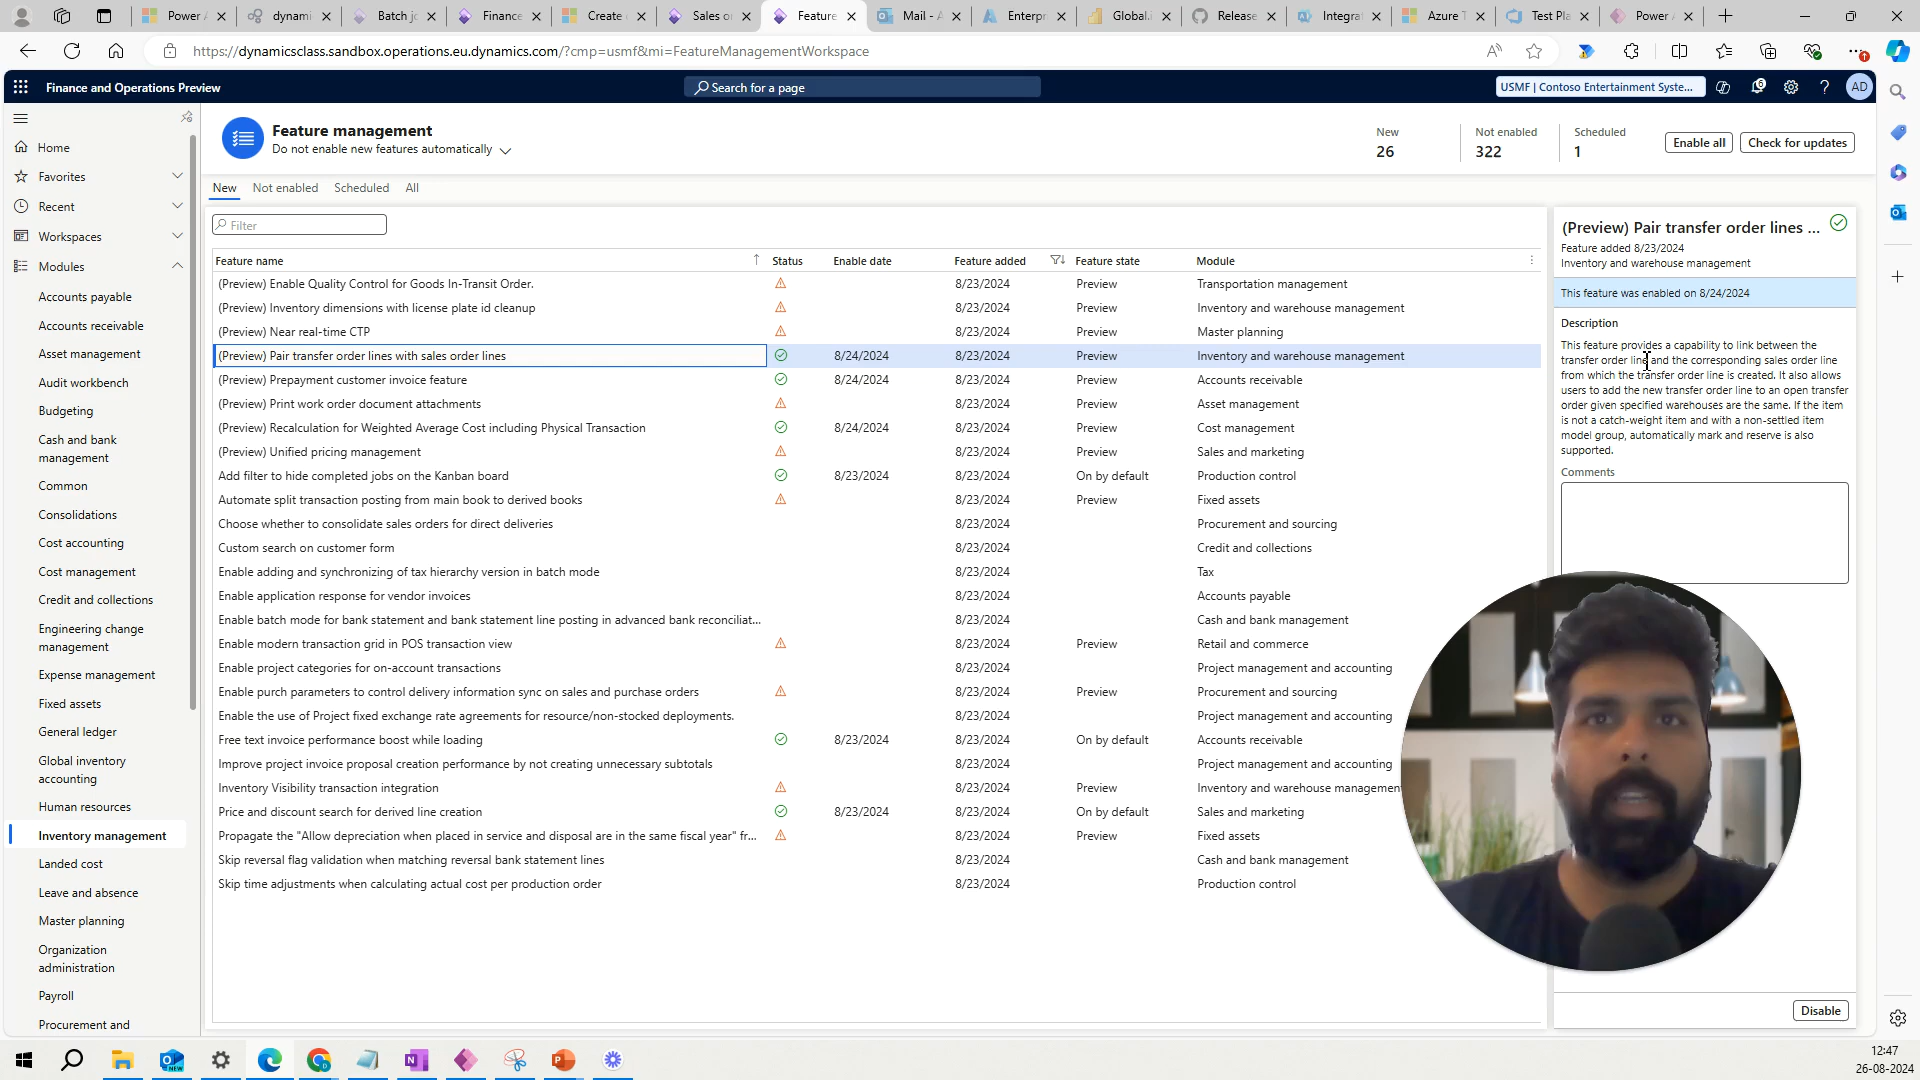 Power A
dynami
Batch jo
Finance
Create
Sales o
Feature
Mail - A
Enterpr
Global.i
Release
Integrat
Azure T
Test Pla
Power A
https://dynamicsclass.sandbox.operations.eu.dynamics.com/?cmp=usmf&mi=FeatureManagementWorkspace
Finance and Operations Preview
Search for a page
USMF | Contoso Entertainment Syste...
6
?
AD
Home
Favorites
Recent
Workspaces
Modules
Accounts payable
Accounts receivable
Asset management
Audit workbench
Budgeting
Cash and bank
management
Common
Consolidations
Cost accounting
Cost management
Credit and collections
Engineering change
management
Expense management
Fixed assets
General ledger
Global inventory
accounting
Human resources
Inventory management
Landed cost
Leave and absence
Master planning
Organization
administration
Payroll
Procurement and
Feature management
Do not enable new features automatically
New
26
Not enabled
322
Scheduled
1
Enable all
Check for updates
New Not enabled Scheduled All
Filter
Feature name Status Enable date Feature added Feature state Module
(Preview) Enable Quality Control for Goods In-Transit Order. 8/23/2024 Preview Transportation management
(Preview) Inventory dimensions with license plate id cleanup 8/23/2024 Preview Inventory and warehouse management
(Preview) Near real-time CTP 8/23/2024 Preview Master planning
(Preview) Pair transfer order lines with sales order lines 8/24/2024 8/23/2024 Preview Inventory and warehouse management
(Preview) Prepayment customer invoice feature 8/24/2024 8/23/2024 Preview Accounts receivable
(Preview) Print work order document attachments 8/23/2024 Preview Asset management
(Preview) Recalculation for Weighted Average Cost including Physical Transaction 8/24/2024 8/23/2024 Preview Cost management
(Preview) Unified pricing management 8/23/2024 Preview Sales and marketing
Add filter to hide completed jobs on the Kanban board 8/23/2024 8/23/2024 On by default Production control
Automate split transaction posting from main book to derived books 8/23/2024 Preview Fixed assets
Choose whether to consolidate sales orders for direct deliveries 8/23/2024 Procurement and sourcing
Custom search on customer form 8/23/2024 Credit and collections
Enable adding and synchronizing of tax hierarchy version in batch mode 8/23/2024 Tax
Enable application response for vendor invoices 8/23/2024 Accounts payable
Enable batch mode for bank statement and bank statement line posting in advanced bank reconciliat... 8/23/2024 Cash and bank management
Enable modern transaction grid in POS transaction view 8/23/2024 Preview Retail and commerce
Enable project categories for on-account transactions 8/23/2024 Project management and accounting
Enable purch parameters to control delivery information sync on sales and purchase orders 8/23/2024 Preview Procurement and sourcing
Enable the use of Project fixed exchange rate agreements for resource/non-stocked deployments. 8/23/2024 Project management and accounting
Free text invoice performance boost while loading 8/23/2024 8/23/2024 On by default Accounts receivable
Improve project invoice proposal creation performance by not creating unnecessary subtotals 8/23/2024 Project management and accounting
Inventory Visibility transaction integration 8/23/2024 Preview Inventory and warehouse managemen
Price and discount search for derived line creation 8/23/2024 8/23/2024 On by default Sales and marketing
Propagate the "Allow depreciation when placed in service and disposal are in the same fiscal year" fr... 8/23/2024 Preview Fixed assets
Skip reversal flag validation when matching reversal bank statement lines 8/23/2024 Cash and bank management
Skip time adjustments when calculating actual cost per production order 8/23/2024 Production control
(Preview) Pair transfer order lines ...
Feature added 8/23/2024
Inventory and warehouse management
This feature was enabled on 8/24/2024
Description
This feature provides a capability to link between the
transfer order line and the corresponding sales order line
from which the transfer order line is created. It also allows
users to add the new transfer order line to an open transfer
order given specified warehouses are the same. If the item
is not a catch-weight item and with a non-settled item
model group, automatically mark and reserve is also
supported.
Comments
Disable
12:47
26-08-2024